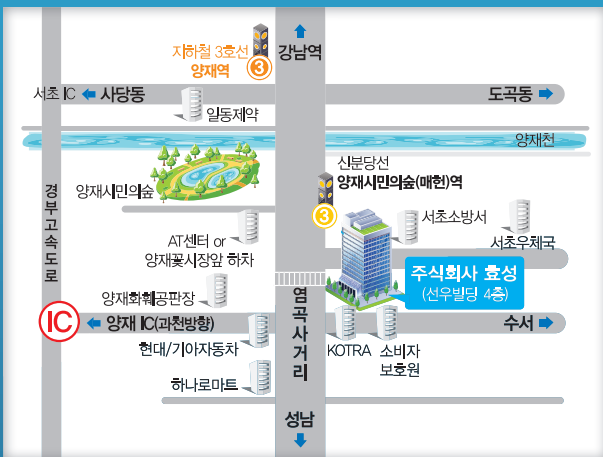 지하철 3호선
양재역
3
강남역
서초 IC
사당동
도곡동
일동제약
양재천
신분당선
양재시민의숲(매헌)역
3
양재시민의숲
경부고속도로
서초소방서
서초우체국
AT센터 or
양재꽃시장앞 하차
주식회사 효성
(선우빌딩 4층)
양재화훼공판장
IC
양재 IC(과천방향)
염곡사거리
수서
현대/기아자동차
KOTRA
소비자
보호원
하나로마트
성남